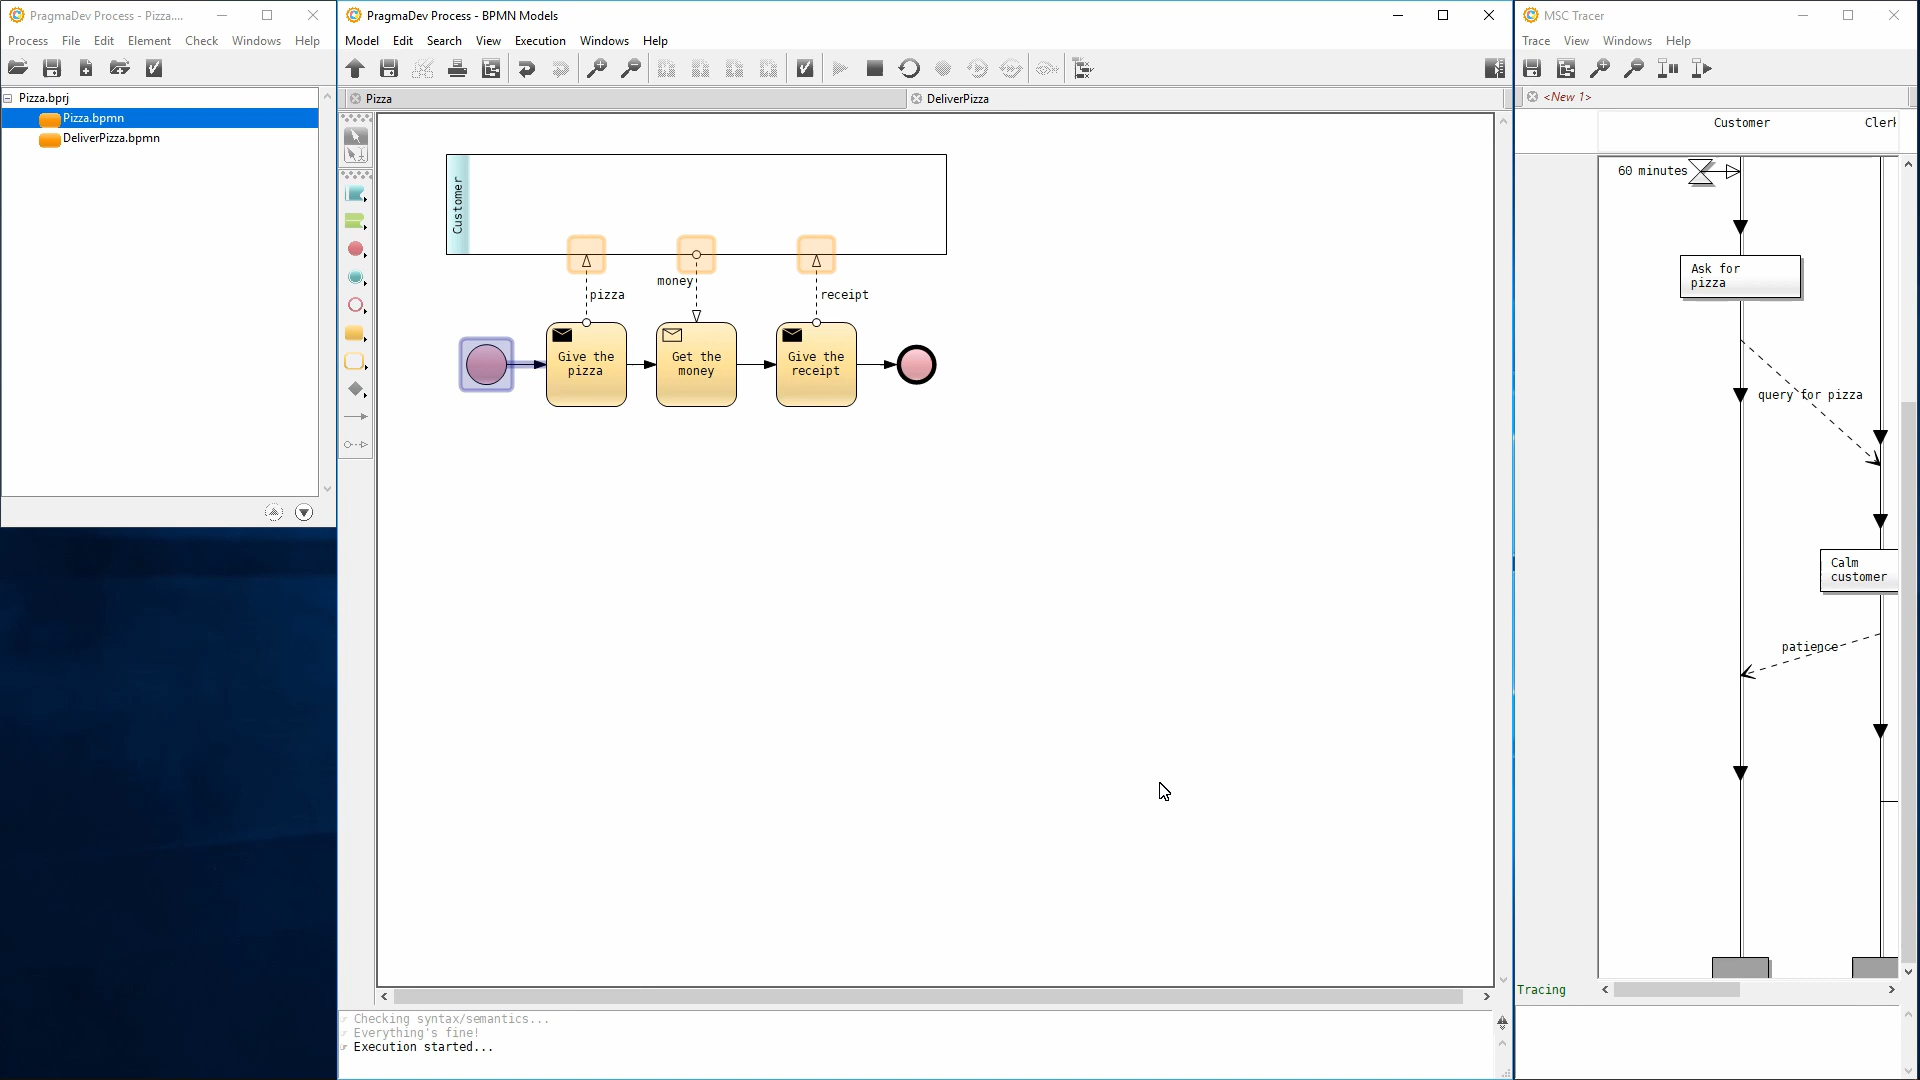 PragmaDev Process - Pizza....
Process File Edit Element Check Windows Help
Pizza.bprj
Pizza.bpmn
DeliverPizza.bpmn
PragmaDev Process - BPMN Models
Model Edit Search View Execution Windows Help
Pizza
DeliverPizza
Customer
pizza
money
receipt
Give the
pizza
Get the
money
Give the
receipt
Checking syntax/semantics...
Everything's fine!
Execution started...
MSC Tracer
Trace View Windows Help
<New 1>
Customer
Clerk
60 minutes
Ask for
pizza
query for pizza
Calm
customer
patience
Tracing